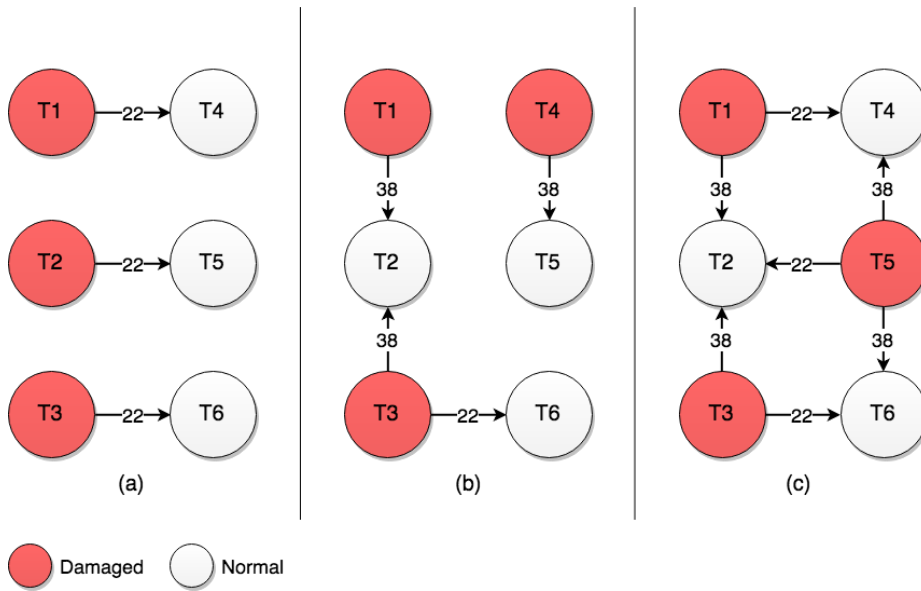 T1 22 T4
T2 22 T5
T3 22 T6
(a)
T1 T4
38 38
T2 T5
38
T3 22 T6
(b)
T1 22 T4
38 38
T2 22 T5
38 38
T3 22 T6
(c)
Damaged Normal